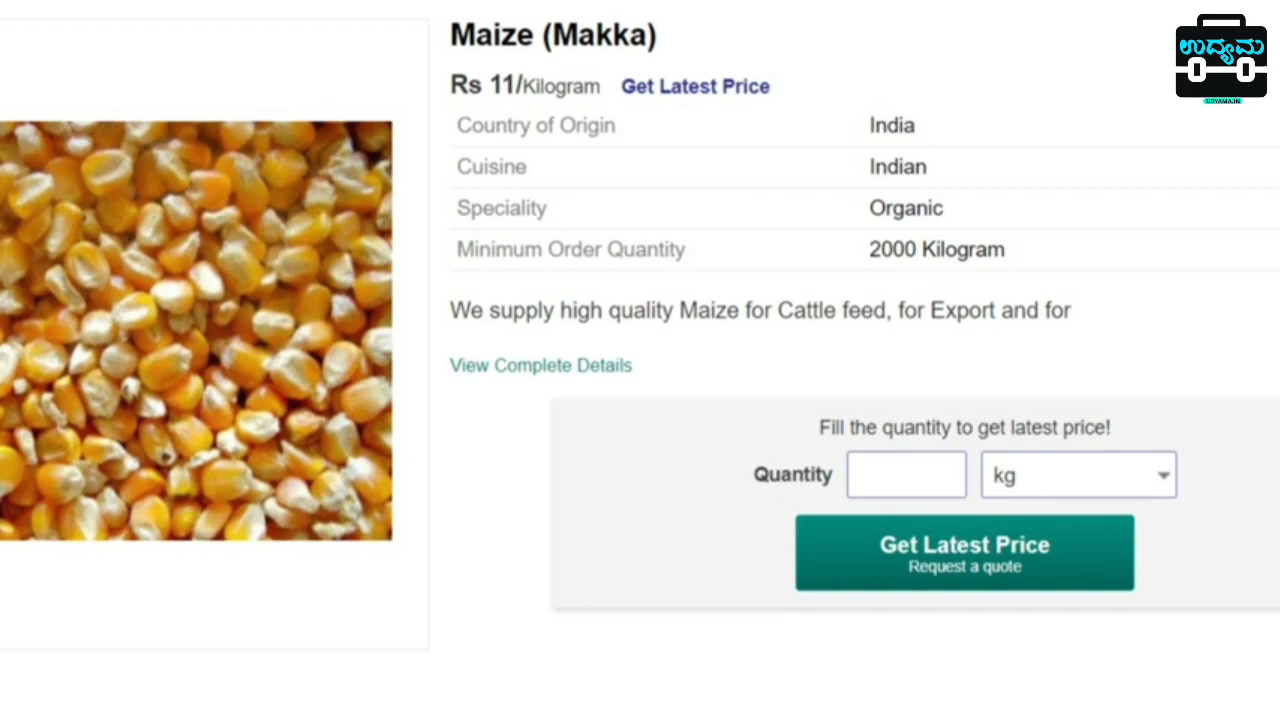 Maize (Makka)
ಉದ್ಯಮ
UDYAMA.IN
Rs 11/Kilogram Get Latest Price
Country of Origin India
Cuisine Indian
Speciality Organic
Minimum Order Quantity 2000 Kilogram
We supply high quality Maize for Cattle feed, for Export and for
View Complete Details
Fill the quantity to get latest price!
Quantity kg
Get Latest Price
Request a quote